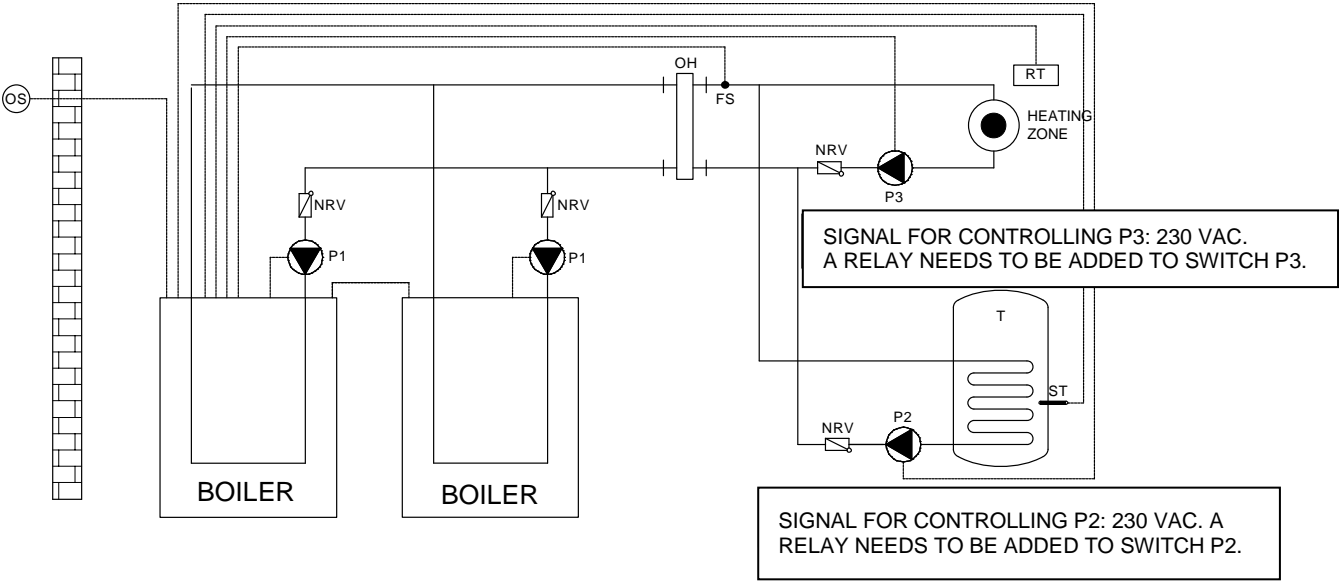 OH
RT
OS
FS
HEATING
ZONE
NRV
P3
NRV
NRV
P1
P1
SIGNAL FOR CONTROLLING P3: 230 VAC.
A RELAY NEEDS TO BE ADDED TO SWITCH P3.
T
ST
P2
NRV
BOILER
BOILER
SIGNAL FOR CONTROLLING P2: 230 VAC. A
RELAY NEEDS TO BE ADDED TO SWITCH P2.